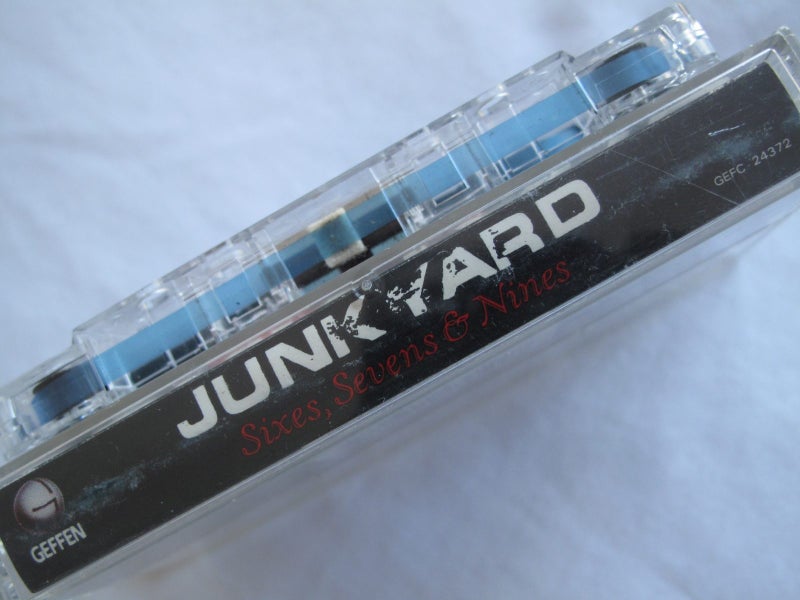 JUNKYARD
Sixes, Sevens & Nines
GEFC 24372
GEFFEN